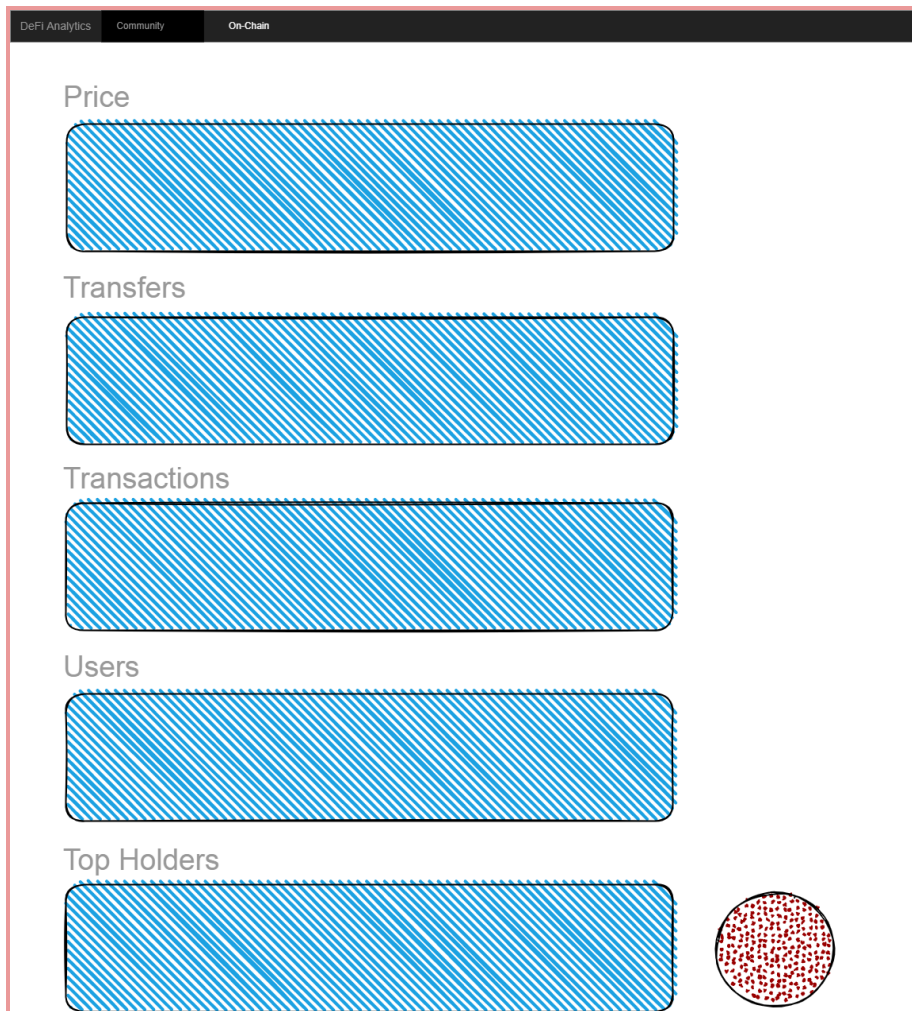 DeFi Analytics Community On-Chain
Price
Transfers
Transactions
Users
Top Holders